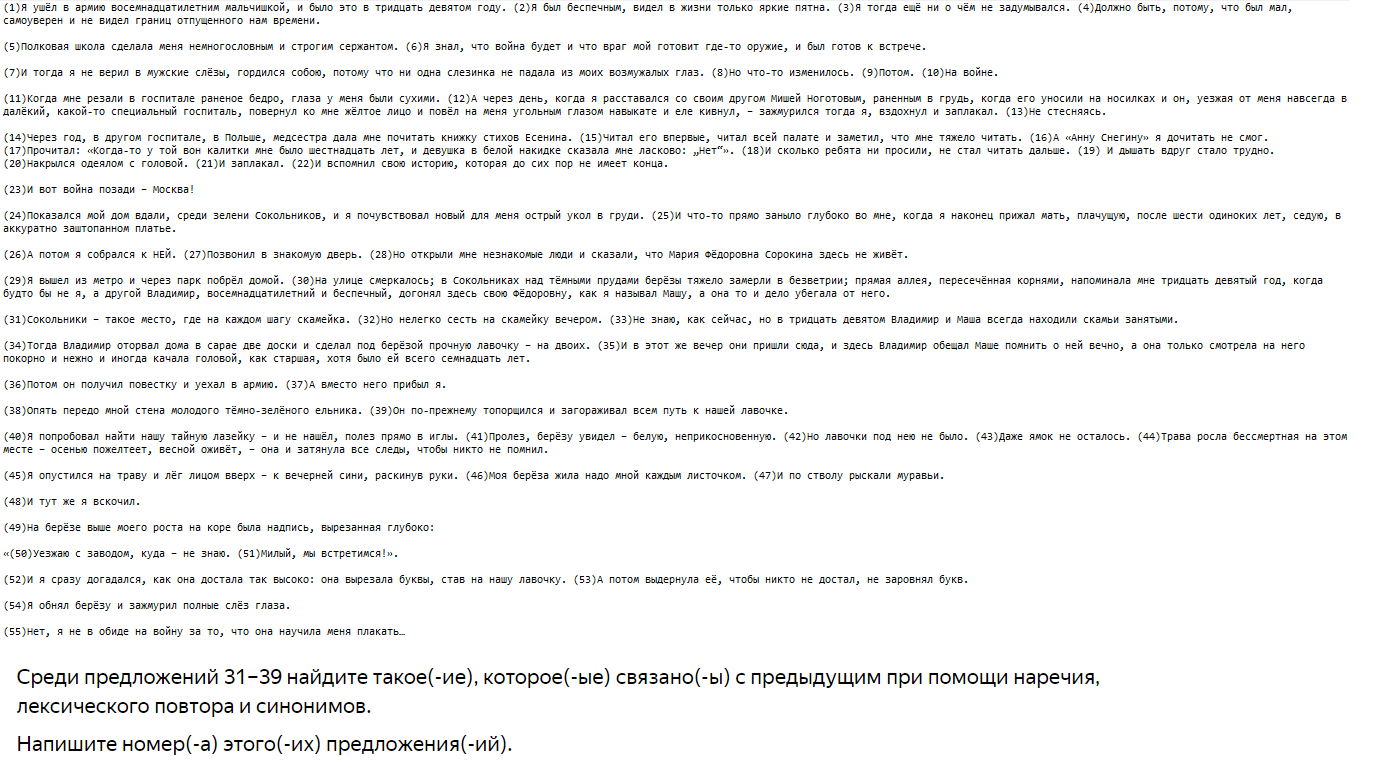 (1)Я ушёл в армию восемнадцатилетним мальчишкой, и было это в тридцать девятом году. (2)Я был беспечным, видел в жизни только яркие пятна. (3)Я тогда ещё ни о чём не задумывался. (4)Должно быть, потому, что был мал,
самоуверен и не видел границ отпущенного нам времени.
(5)Полковая школа сделала меня немногословным и строгим сержантом. (6)Я знал, что война будет и что враг мой готовит где-то оружие, и был готов к встрече.
(7)И тогда я не верил в мужские слёзы, гордился собою, потому что ни одна слезинка не падала из моих возмужалых глаз. (8)Но что-то изменилось. (9)Потом. (10)На войне.
(11)Когда мне резали в госпитале раненое бедро, глаза у меня были сухими. (12)А через день, когда я расставался со своим другом Мишей Ноготовым, раненным в грудь, когда его уносили на носилках и он, уезжая от меня навсегда в
далёкий, какой-то специальный госпиталь, повернул ко мне жёлтое лицо и повёл на меня угольным глазом навыкате и еле кивнул, – зажмурился тогда я, вздохнул и заплакал. (13)Не стесняясь.
(14)Через год, в другом госпитале, в Польше, медсестра дала мне почитать книжку стихов Есенина. (15)Читал его впервые, читал всей палате и заметил, что мне тяжело читать. (16)А «Анну Снегину» я дочитать не смог.
(17)Прочитал: «Когда-то у той вон калитки мне было шестнадцать лет, и девушка в белой накидке сказала мне ласково: „Нет“». (18)И сколько ребята ни просили, не стал читать дальше. (19) И дышать вдруг стало трудно.
(20)Накрылся одеялом с головой. (21)И заплакал. (22)И вспомнил свою историю, которая до сих пор не имеет конца.
(23)И вот война позади – Москва!
(24)Показался мой дом вдали, среди зелени Сокольников, и я почувствовал новый для меня острый укол в груди. (25)И что-то прямо заныло глубоко во мне, когда я наконец прижал мать, плачущую, после шести одиноких лет, седую, в
аккуратно заштопанном платье.
(26)А потом я собрался к НЕЙ. (27)Позвонил в знакомую дверь. (28)Но открыли мне незнакомые люди и сказали, что Мария Фёдоровна Сорокина здесь не живёт.
(29)Я вышел из метро и через парк побрёл домой. (30)На улице смеркалось; в Сокольниках над тёмными прудами берёзы тяжело замерли в безветрии; прямая аллея, пересечённая корнями, напоминала мне тридцать девятый год, когда
будто бы не я, а другой Владимир, восемнадцатилетний и беспечный, догонял здесь свою Фёдоровну, как я называл Машу, а она то и дело убегала от него.
(31)Сокольники – такое место, где на каждом шагу скамейка. (32)Но нелегко сесть на скамейку вечером. (33)Не знаю, как сейчас, но в тридцать девятом Владимир и Маша всегда находили скамьи занятыми.
(34)Тогда Владимир оторвал дома в сарае две доски и сделал под берёзой прочную лавочку – на двоих. (35)И в этот же вечер они пришли сюда, и здесь Владимир обещал Маше помнить о ней вечно, а она только смотрела на него
покорно и нежно и иногда качала головой, как старшая, хотя было ей всего семнадцать лет.
(36)Потом он получил повестку и уехал в армию. (37)А вместо него прибыл я.
(38)Опять передо мной стена молодого тёмно-зелёного ельника. (39)Он по-прежнему топорщился и загораживал всем путь к нашей лавочке.
(40)Я попробовал найти нашу тайную лазейку – и не нашёл, полез прямо в иглы. (41)Пролез, берёзу увидел – белую, неприкосновенную. (42)Но лавочки под нею не было. (43)Даже ямок не осталось. (44)Трава росла бессмертная на этом
месте – осенью пожелтеет, весной оживёт, – она и затянула все следы, чтобы никто не помнил.
(45)Я опустился на траву и лёг лицом вверх – к вечерней сини, раскинув руки. (46)Моя берёза жила надо мной каждым листочком. (47)И по стволу рыскали муравьи.
(48)И тут же я вскочил.
(49)На берёзе выше моего роста на коре была надпись, вырезанная глубоко:
«(50)Уезжаю с заводом, куда – не знаю. (51)Милый, мы встретимся!».
(52)И я сразу догадался, как она достала так высоко: она вырезала буквы, став на нашу лавочку. (53)А потом выдернула её, чтобы никто не достал, не заровнял букв.
(54)Я обнял берёзу и зажмурил полные слёз глаза.
(55)Нет, я не в обиде на войну за то, что она научила меня плакать…
Среди предложений 31–39 найдите такое(-ие), которое(-ые) связано(-ы) с предыдущим при помощи наречия,
лексического повтора и синонимов.
Напишите номер(-а) этого(-их) предложения(-ий).